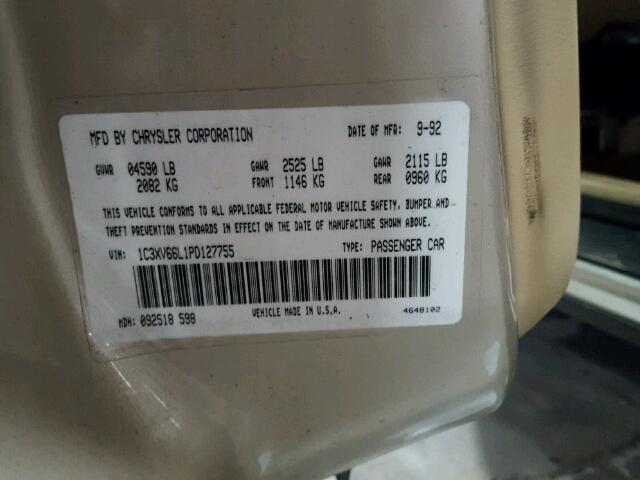 MFD BY CHRYSLER CORPORATION DATE OF MFR: 9-92
GVWR 04590 LB GAWR 2525 LB GAWR 2115 LB
2082 KG FRONT 1146 KG REAR 0960 KG
THIS VEHICLE CONFORMS TO ALL APPLICABLE FEDERAL MOTOR VEHICLE SAFETY, BUMPER AND
THEFT PREVENTION STANDARDS IN EFFECT ON THE DATE OF MANUFACTURE SHOWN ABOVE.
VIN: 1C3XV66L1PD127755 TYPE: PASSENGER CAR
MDH: 092518 598 VEHICLE MADE IN U.S.A. 4648102